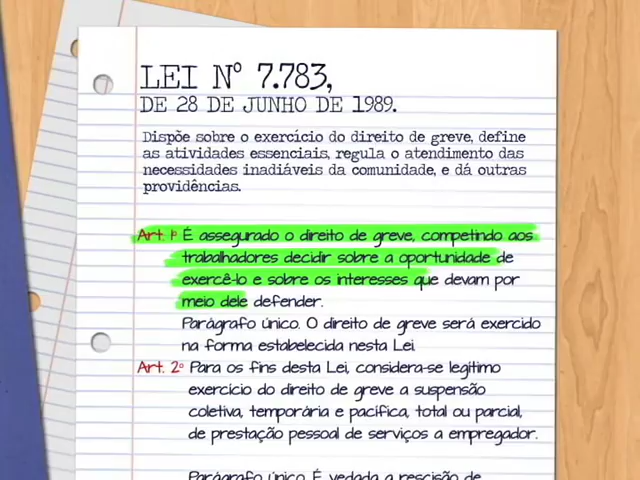 LEI Nº 7.783,
DE 28 DE JUNHO DE 1989.
Dispõe sobre o exercício do direito de greve, define
as atividades essenciais, regula o atendimento das
necessidades inadiáveis da comunidade, e dá outras
providências.
Art. 1º É assegurado o direito de greve, competindo aos
trabalhadores decidir sobre a oportunidade de
exercê-lo e sobre os interesses que devam por
meio dele defender.
Parágrafo único. O direito de greve será exercido
na forma estabelecida nesta Lei.
Art. 2º Para os fins desta Lei, considera-se legítimo
exercício do direito de greve a suspensão
coletiva, temporária e pacífica, total ou parcial,
de prestação pessoal de serviços a empregador.
Parágrafo único. É vedada a rescisão de